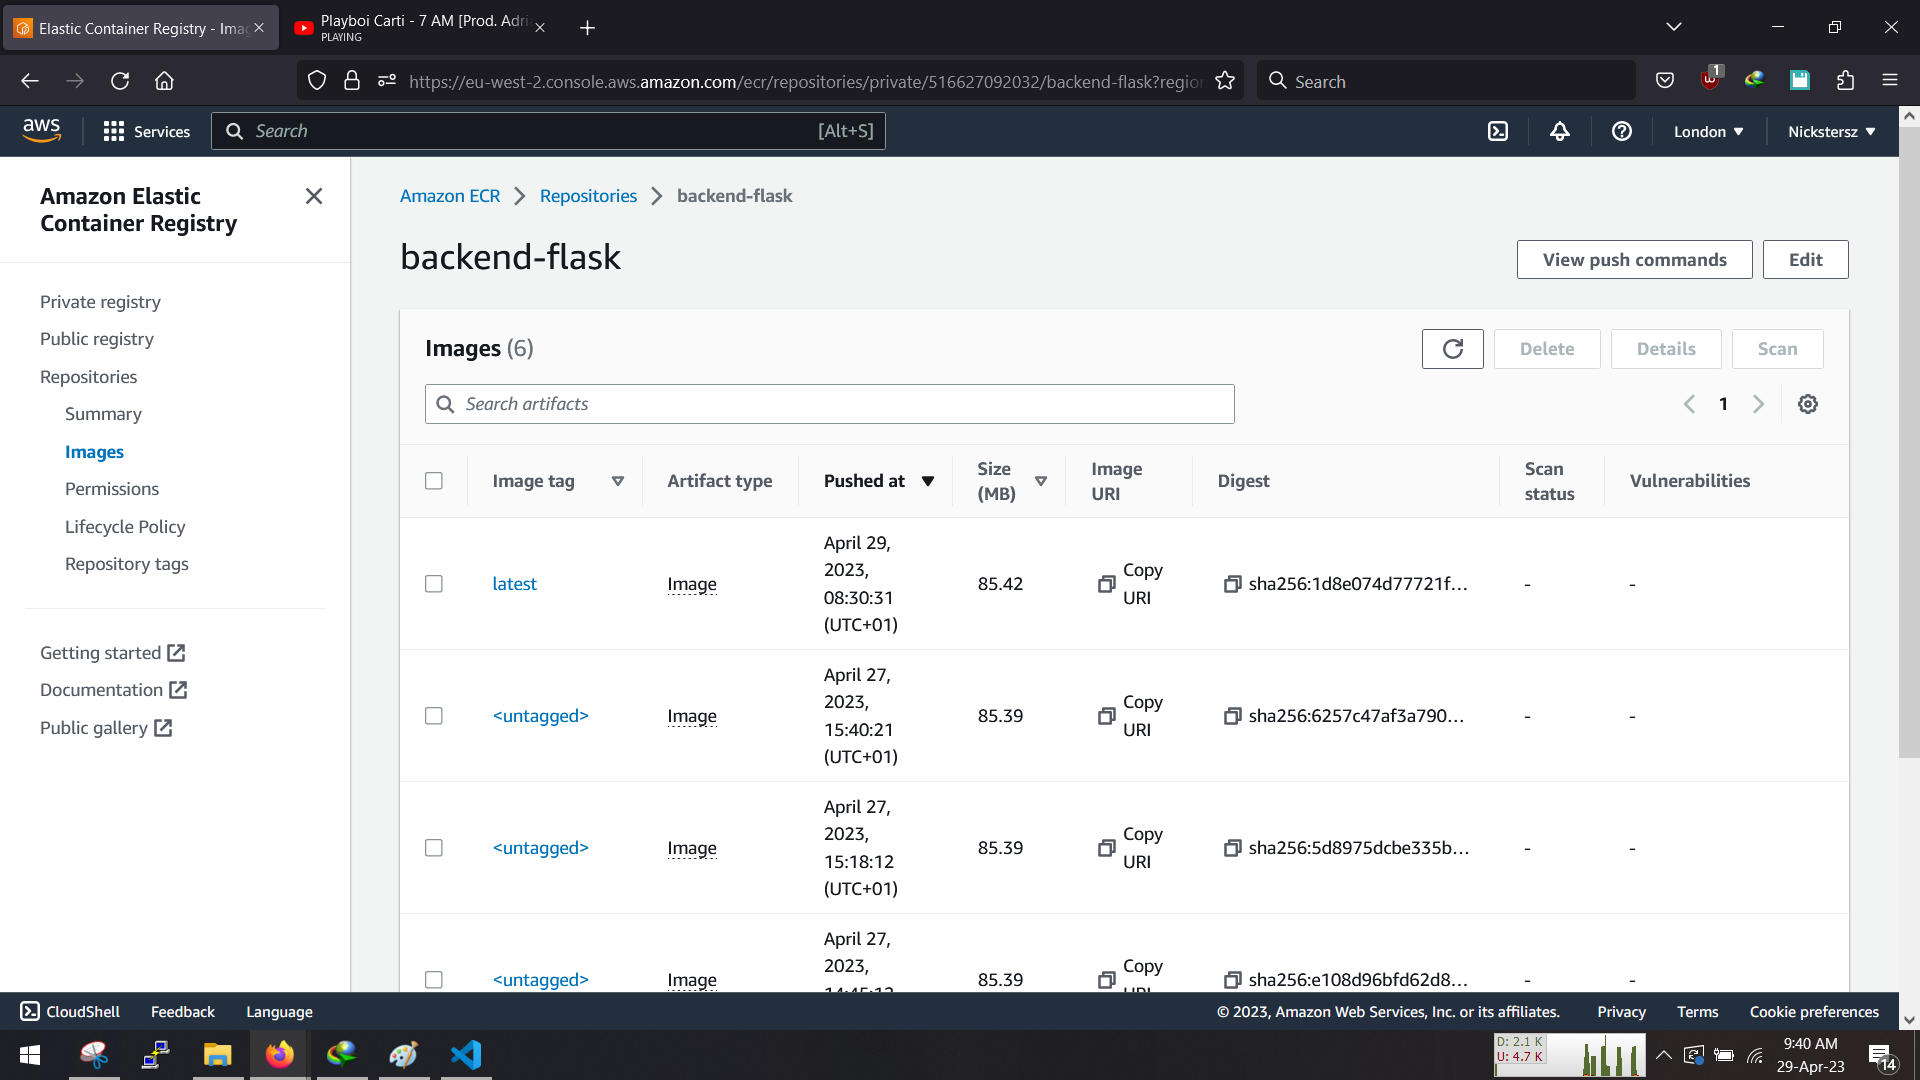 Elastic Container Registry - Imag
Playboi Carti - 7 AM [Prod. Adri
PLAYING
https://eu-west-2.console.aws.amazon.com/ecr/repositories/private/516627092032/backend-flask?region
Search
1
aws
Services
Search
[Alt+S]
London
Nickstersz
Amazon Elastic
Container Registry
Private registry
Public registry
Repositories
Summary
Images
Permissions
Lifecycle Policy
Repository tags
Getting started
Documentation
Public gallery
Amazon ECR
Repositories
backend-flask
backend-flask
View push commands
Edit
Images (6)
Delete
Details
Scan
Search artifacts
1
Image tag
Artifact type
Pushed at
Size
(MB)
Image
URI
Digest
Scan
status
Vulnerabilities
latest
Image
April 29,
2023,
08:30:31
(UTC+01)
85.42
Copy
URI
sha256:1d8e074d77721f...
-
-
<untagged>
Image
April 27,
2023,
15:40:21
(UTC+01)
85.39
Copy
URI
sha256:6257c47af3a790...
-
-
<untagged>
Image
April 27,
2023,
15:18:12
(UTC+01)
85.39
Copy
URI
sha256:5d8975dcbe335b...
-
-
<untagged>
Image
April 27,
2023,
85.39
Copy
URI
sha256:e108d96bfd62d8...
-
-
CloudShell
Feedback
Language
© 2023, Amazon Web Services, Inc. or its affiliates.
Privacy
Terms
Cookie preferences
D: 2.1 K
U: 4.7 K
9:40 AM
29-Apr-23
14